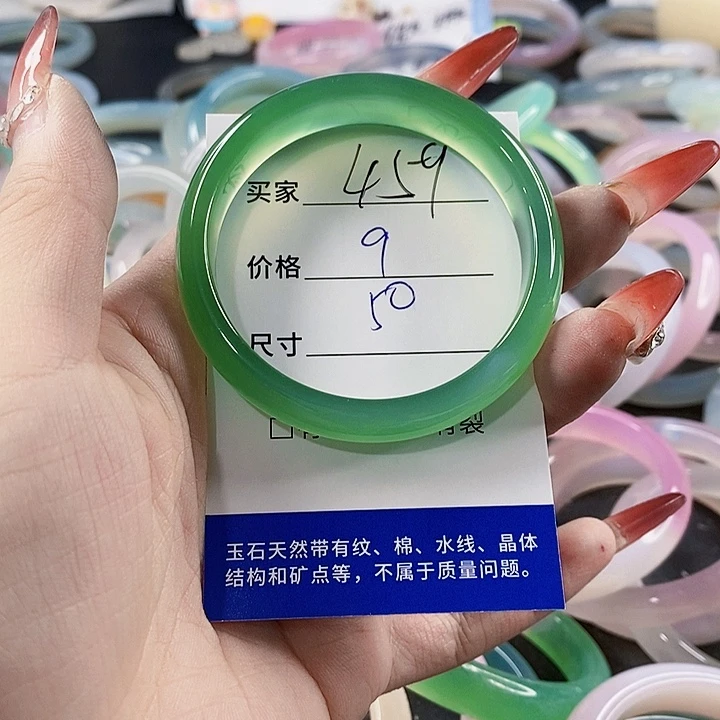 买家 459
价格 9
50
尺寸
玉石天然带有纹、棉、水线、晶体
结构和矿点等，不属于质量问题。